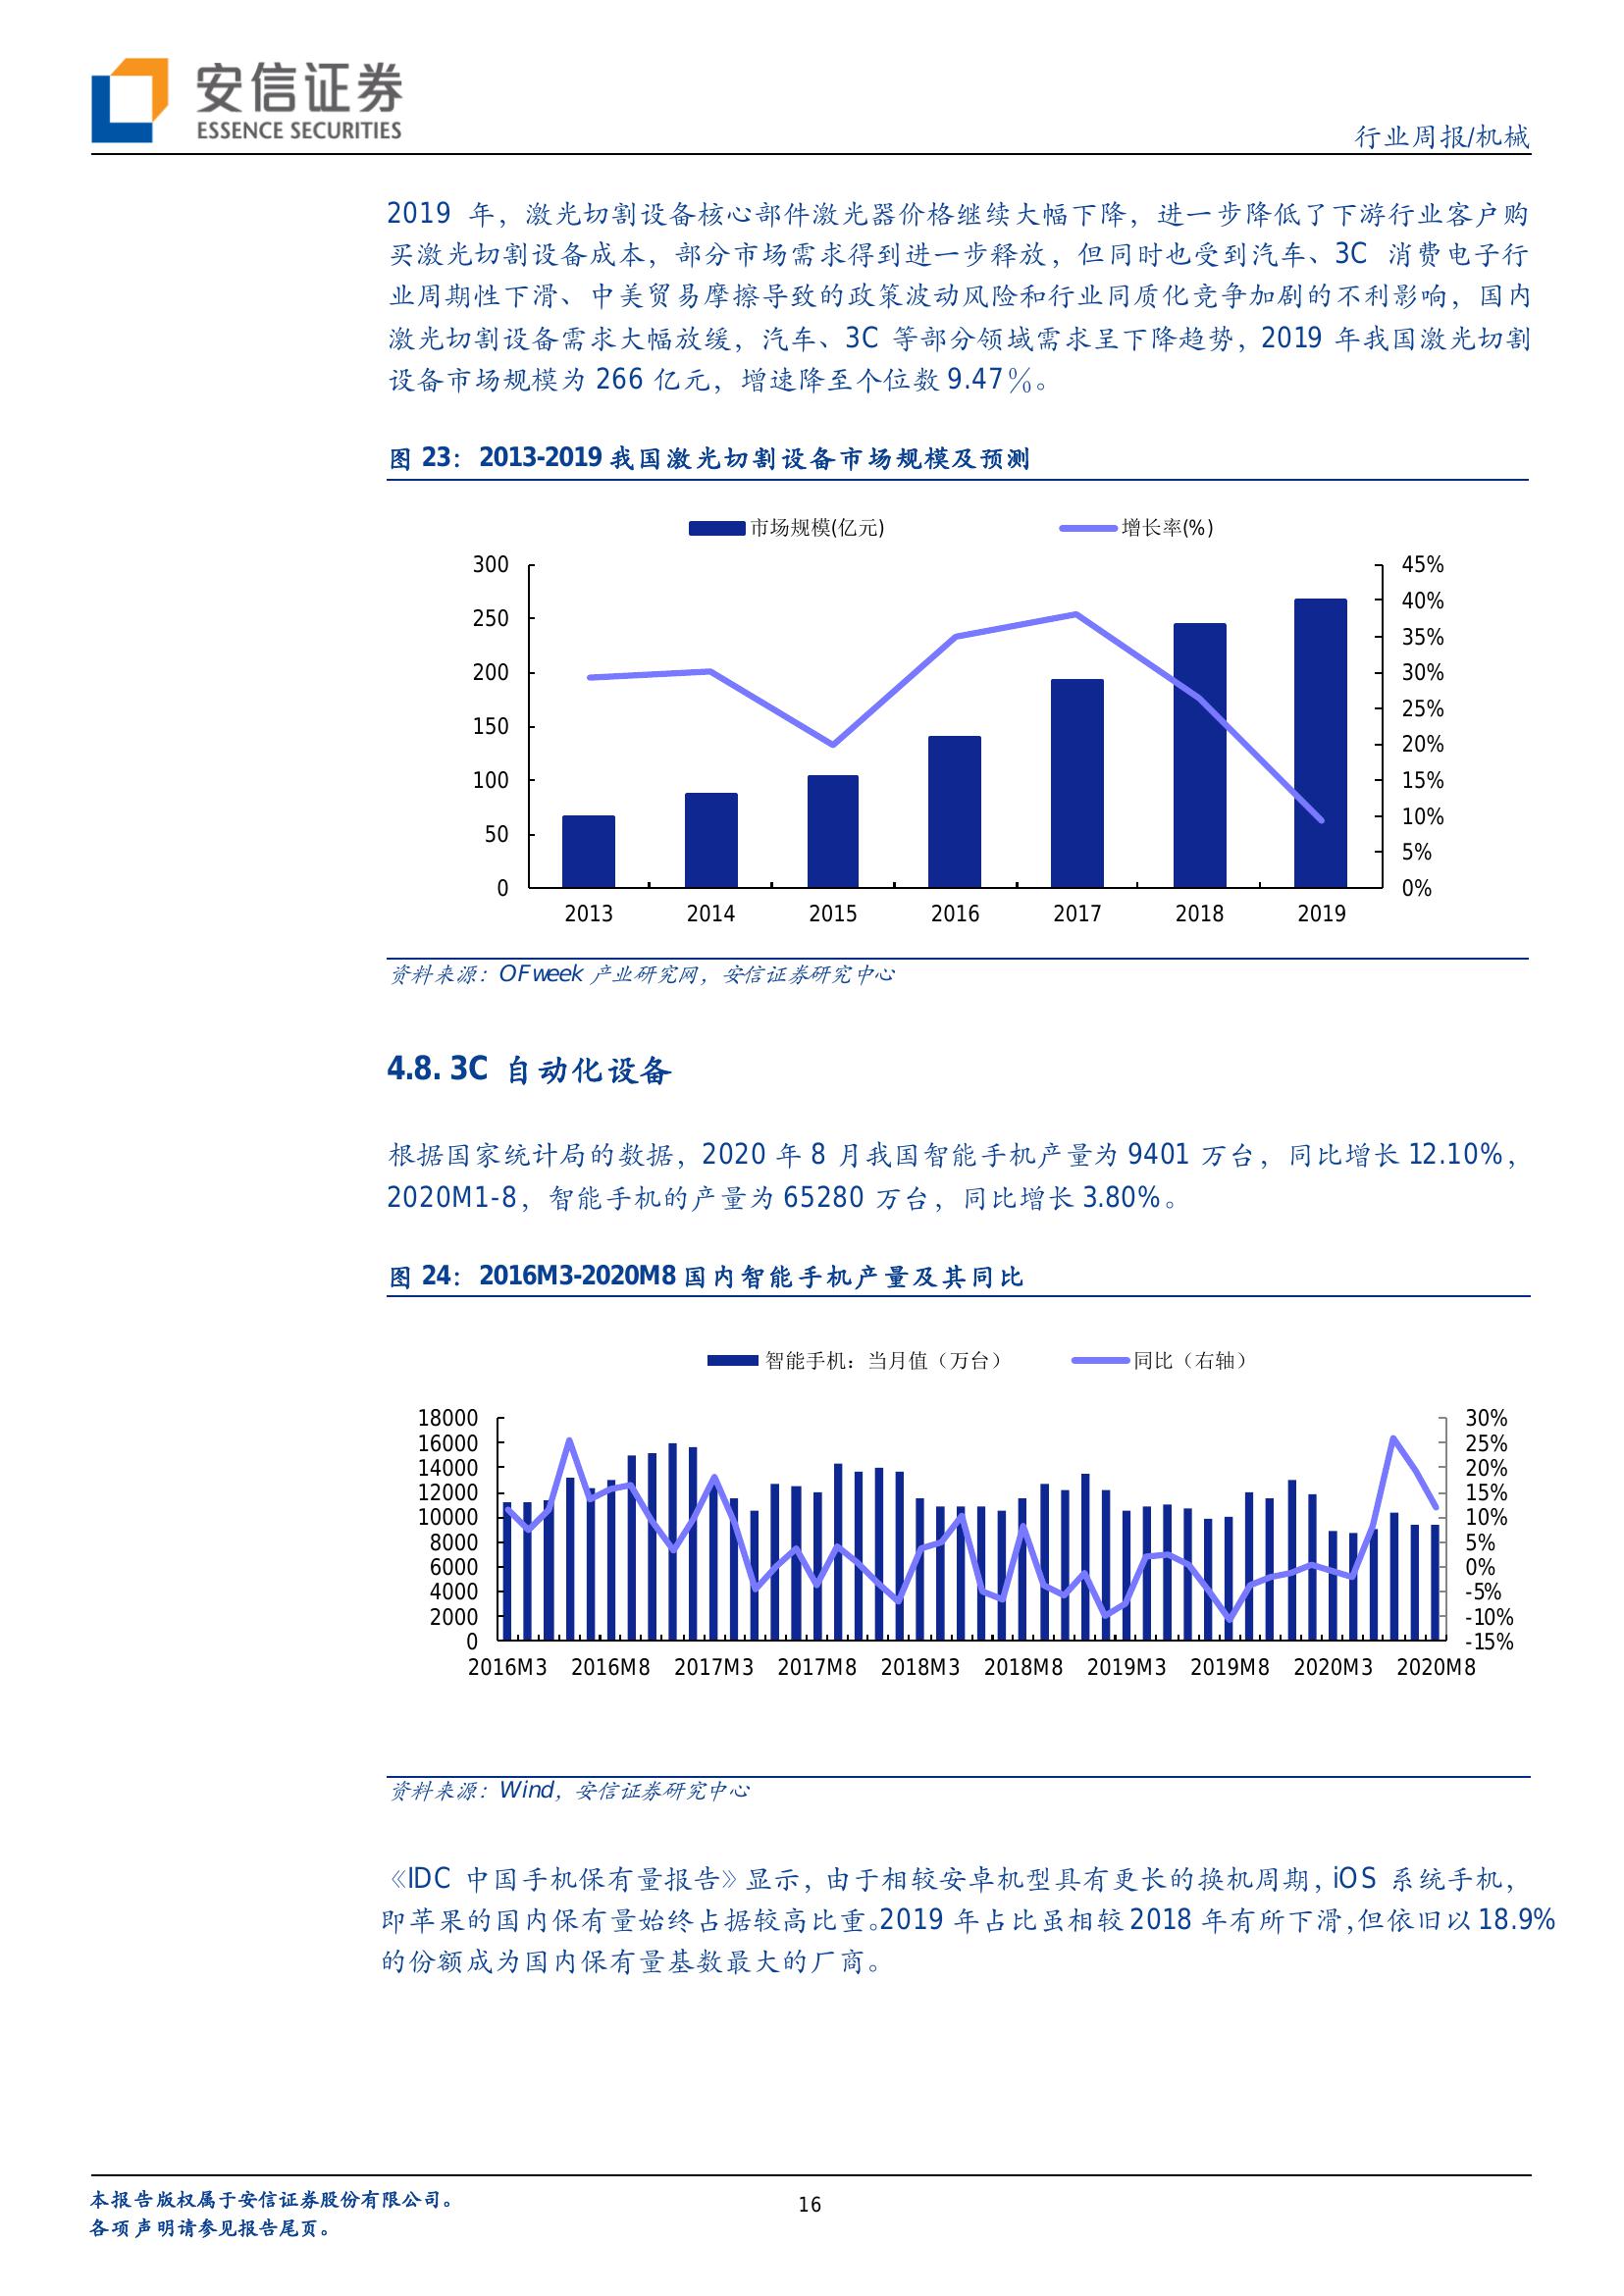 安信证券
ESSENCE SECURITIES
行业周报/机械
2019 年，激光切割设备核心部件激光器价格继续大幅下降，进一步降低了下游行业客户购
买激光切割设备成本，部分市场需求得到进一步释放，但同时也受到汽车、3C 消费电子行
业周期性下滑、中美贸易摩擦导致的政策波动风险和行业同质化竞争加剧的不利影响，国内
激光切割设备需求大幅放缓，汽车、3C 等部分领域需求呈下降趋势，2019 年我国激光切割
设备市场规模为 266 亿元，增速降至个位数 9.47％。
图 23：2013-2019 我国激光切割设备市场规模及预测
市场规模(亿元) 增长率(%)
300 45%
40%
250
35%
200 30%
25%
150
20%
100 15%
10%
50
5%
0 0%
2013 2014 2015 2016 2017 2018 2019
资料来源：OFweek 产业研究网，安信证券研究中心
4.8. 3C 自动化设备
根据国家统计局的数据，2020 年 8 月我国智能手机产量为 9401 万台，同比增长 12.10%，
2020M1-8，智能手机的产量为 65280 万台，同比增长 3.80%。
图 24：2016M3-2020M8 国内智能手机产量及其同比
智能手机：当月值（万台） 同比（右轴）
18000 30%
16000 25%
14000 20%
12000 15%
10000 10%
8000 5%
6000 0%
4000 -5%
2000 -10%
0 -15%
2016M3 2016M8 2017M3 2017M8 2018M3 2018M8 2019M3 2019M8 2020M3 2020M8
资料来源：Wind，安信证券研究中心
《IDC 中国手机保有量报告》显示，由于相较安卓机型具有更长的换机周期，iOS 系统手机，
即苹果的国内保有量始终占据较高比重。2019 年占比虽相较 2018 年有所下滑，但依旧以 18.9%
的份额成为国内保有量基数最大的厂商。
本报告版权属于安信证券股份有限公司。
16
各项声明请参见报告尾页。